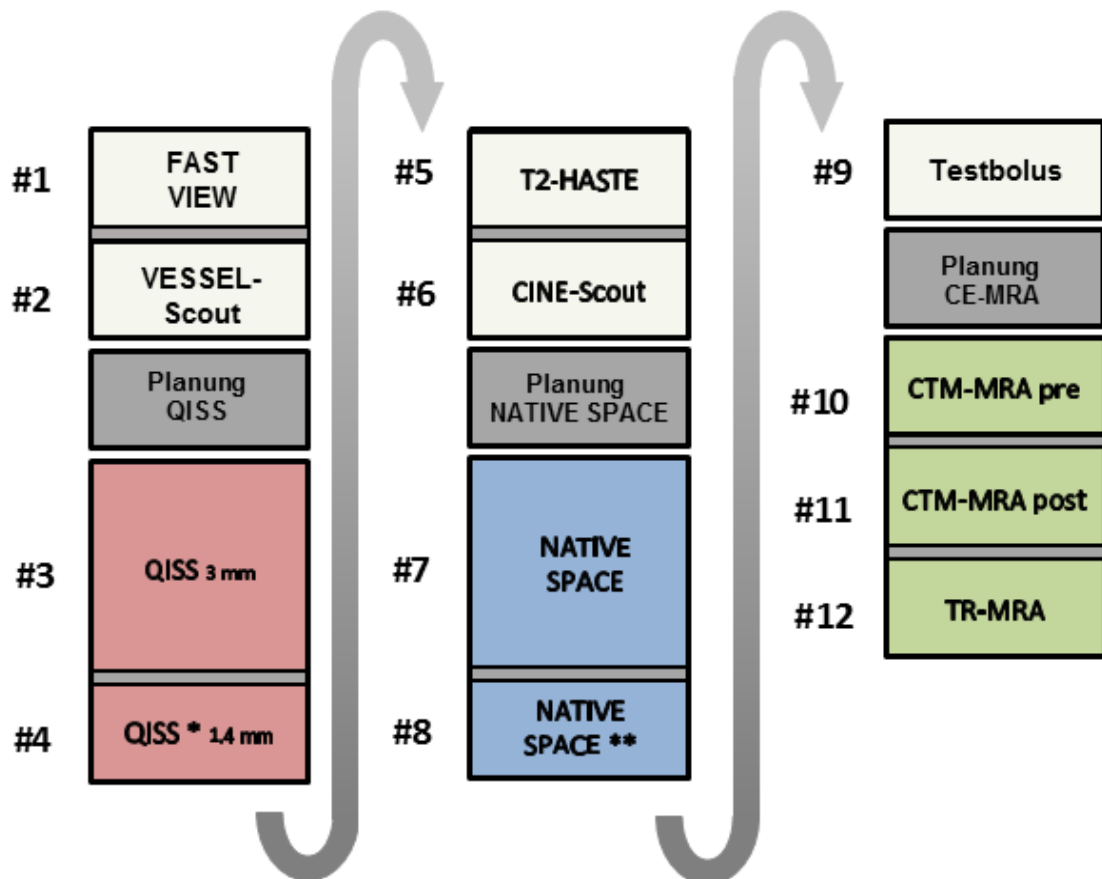 #1
FAST
VIEW
#2
VESSEL-
Scout
Planung
QISS
#3
QISS 3 mm
#4
QISS * 1.4 mm
#5
T2-HASTE
#6
CINE-Scout
Planung
NATIVE SPACE
#7
NATIVE
SPACE
#8
NATIVE
SPACE **
#9
Testbolus
Planung
CE-MRA
#10
CTM-MRA pre
#11
CTM-MRA post
#12
TR-MRA